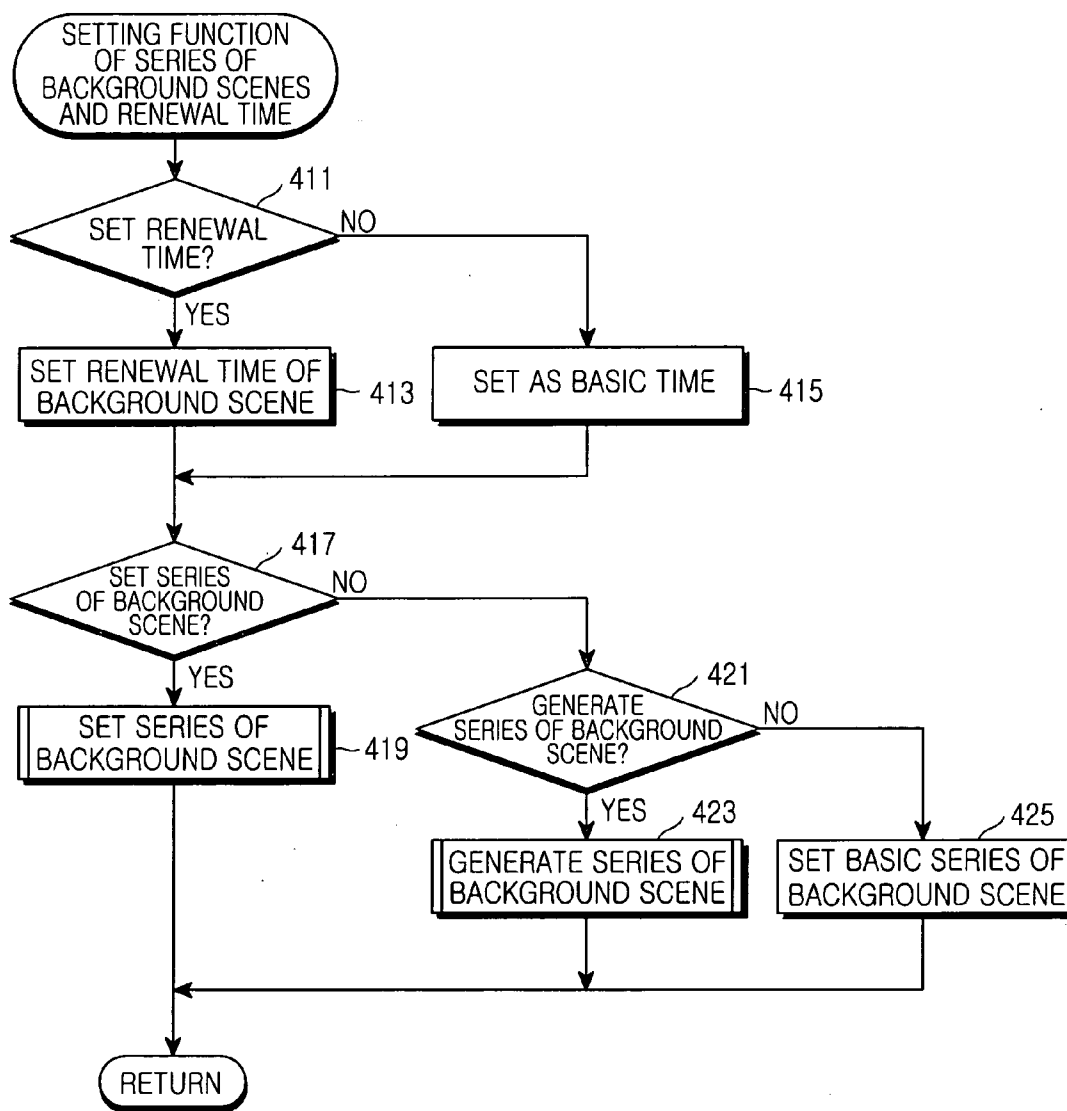 SETTING FUNCTION
OF SERIES OF
BACKGROUND SCENES
AND RENEWAL TIME
411
SET RENEWAL
TIME?
NO
YES
SET RENEWAL TIME OF
BACKGROUND SCENE
413
SET AS BASIC TIME
415
417
SET SERIES
OF BACKGROUND
SCENE?
NO
YES
SET SERIES OF
BACKGROUND SCENE
419
421
GENERATE
SERIES OF BACKGROUND
SCENE?
NO
YES
423
GENERATE SERIES OF
BACKGROUND SCENE
425
SET BASIC SERIES OF
BACKGROUND SCENE
RETURN